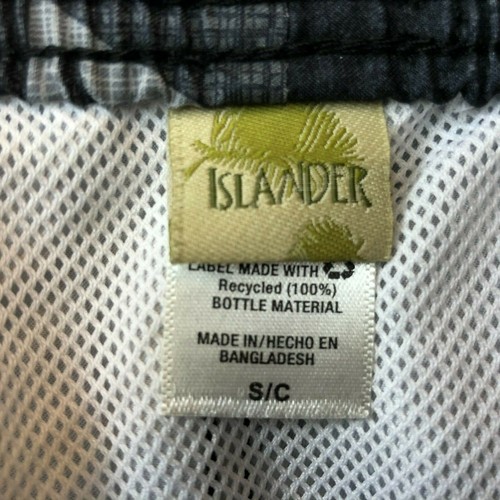 ISLANDER
LABEL MADE WITH
Recycled (100%)
BOTTLE MATERIAL
MADE IN/HECHO EN
BANGLADESH
S/C